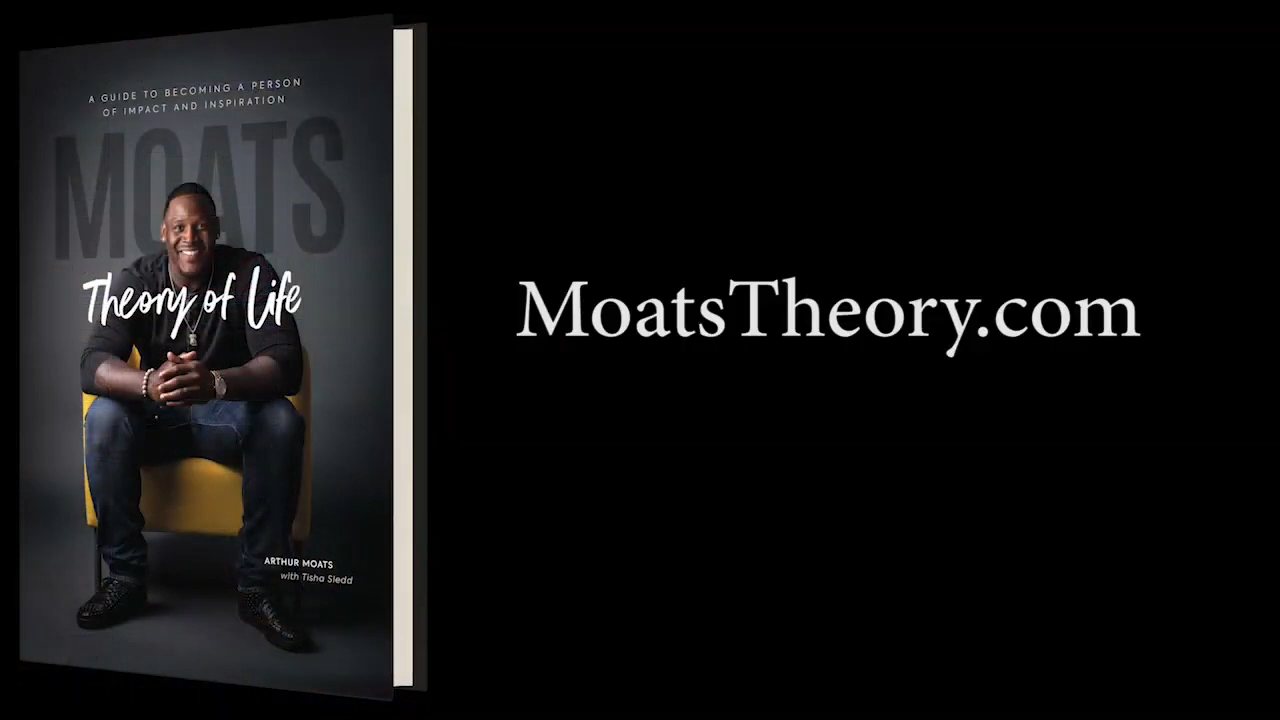 A GUIDE TO BECOMING A PERSON
OF IMPACT AND INSPIRATION
MOATS
Theory of Life
ARTHUR MOATS
with Tisha Sledd
MoatsTheory.com